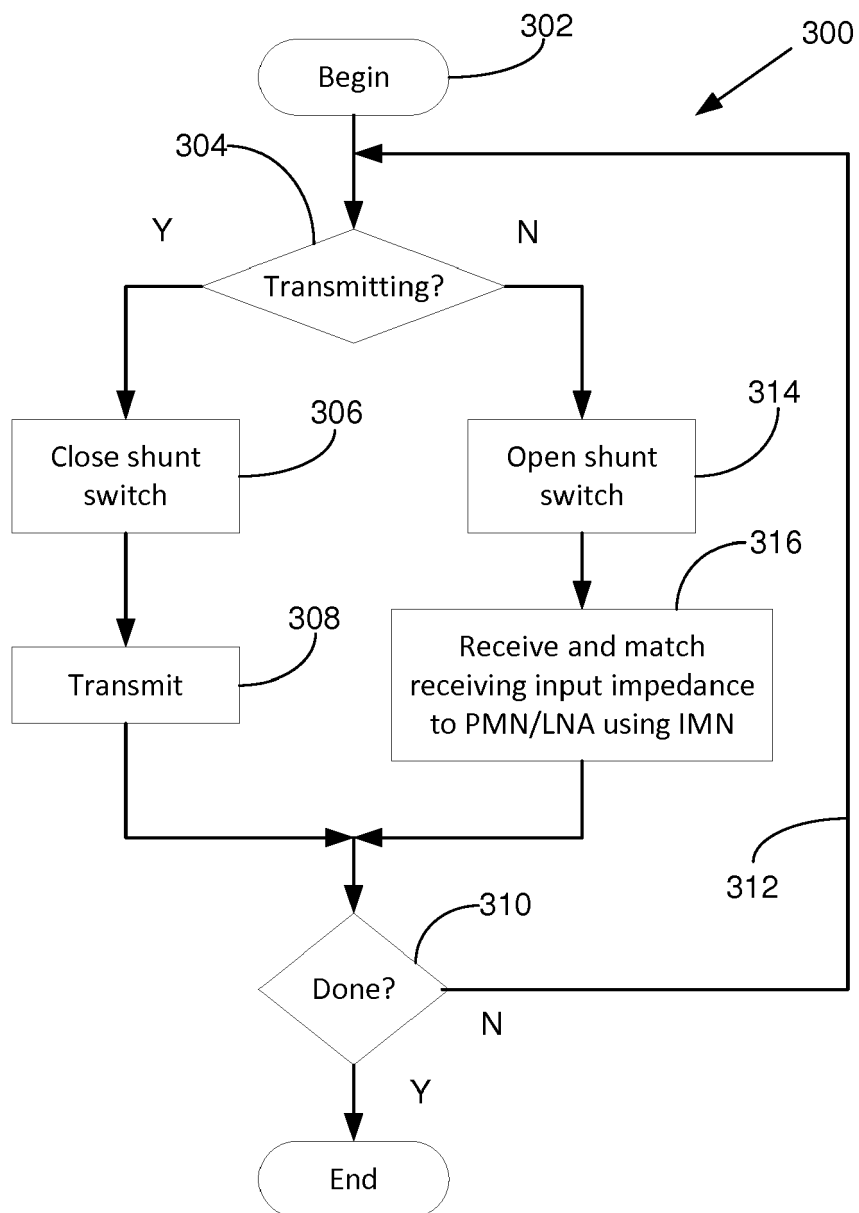 302
300
Begin
304
Y
N
Transmitting?
306
314
Close shunt
switch
Open shunt
switch
316
308
Transmit
Receive and match
receiving input impedance
to PMN/LNA using IMN
312
310
Done?
N
Y
End